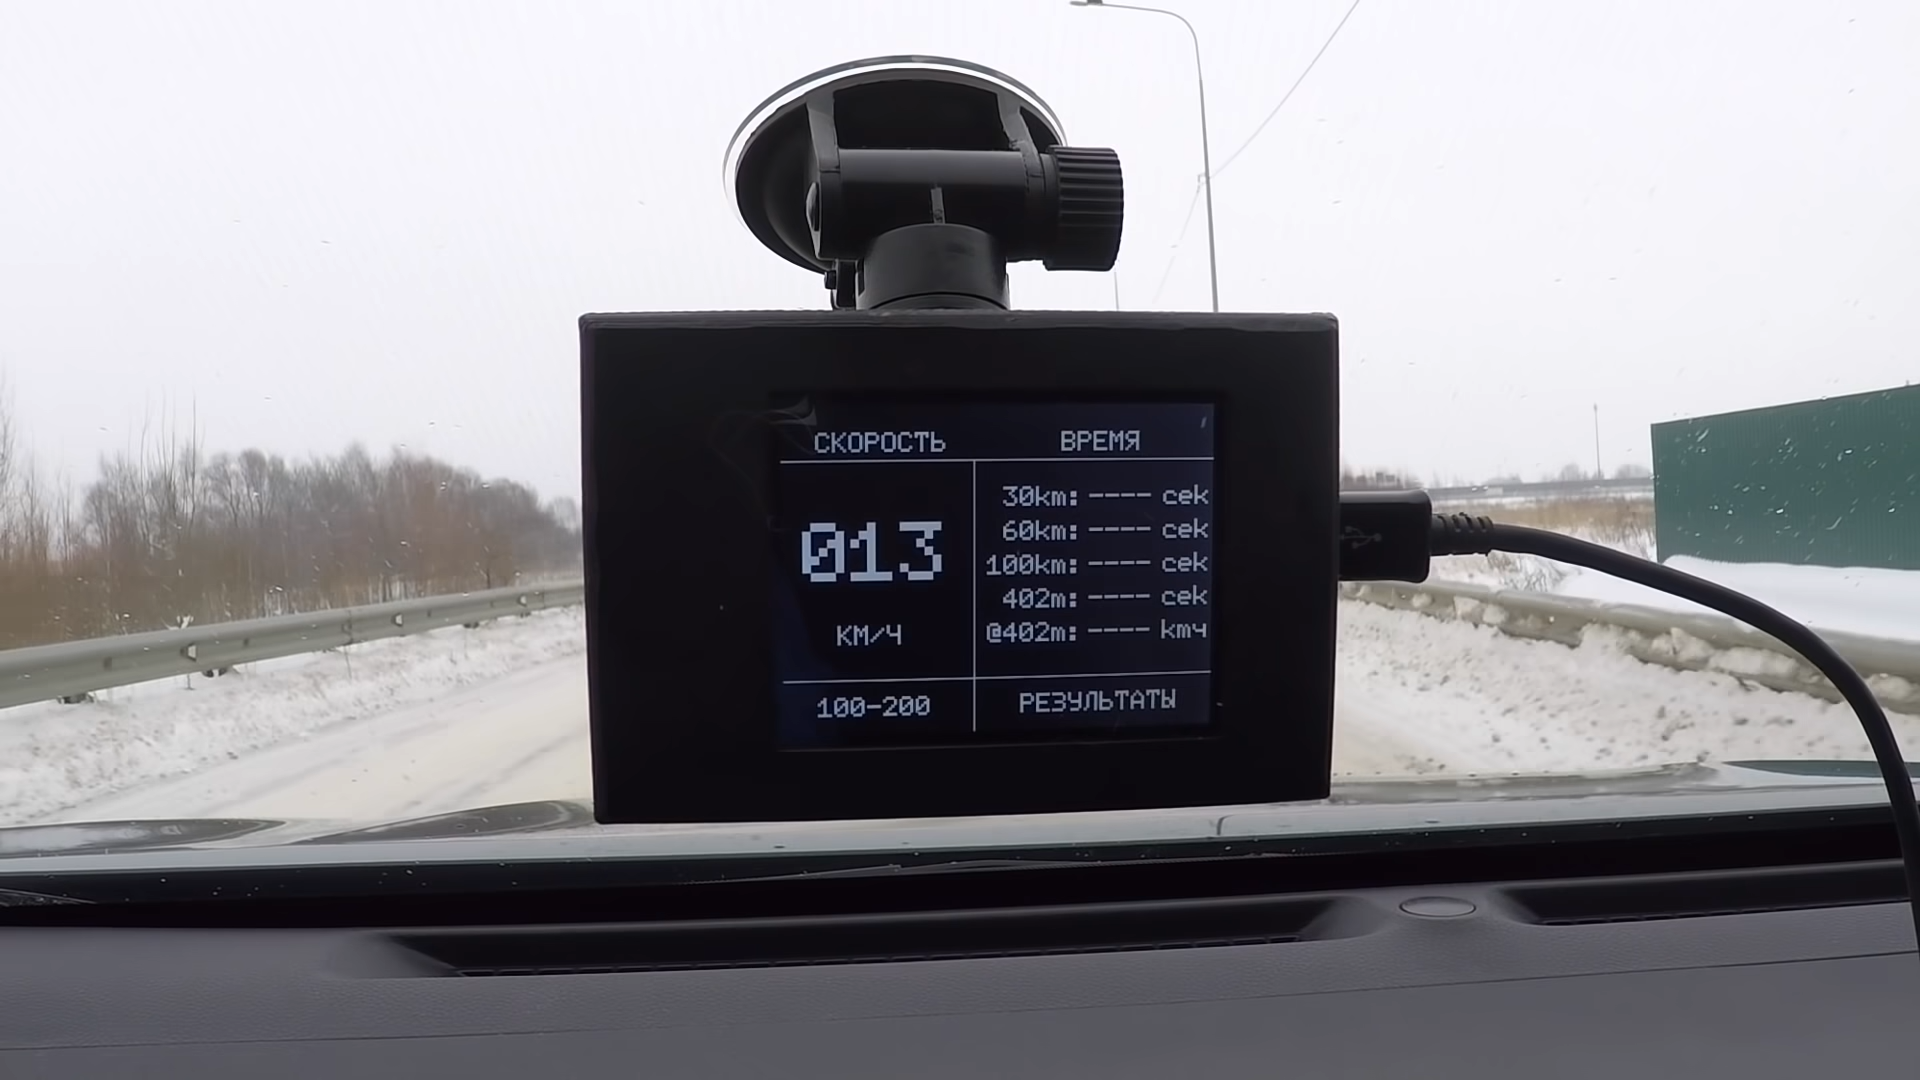 СКОРОСТЬ
ВРЕМЯ
013
КМ/Ч
30km: ---- cek
60km: ---- cek
100km: ---- cek
402m: ---- cek
@402m: ---- kmч
100-200
РЕЗУЛЬТАТЫ